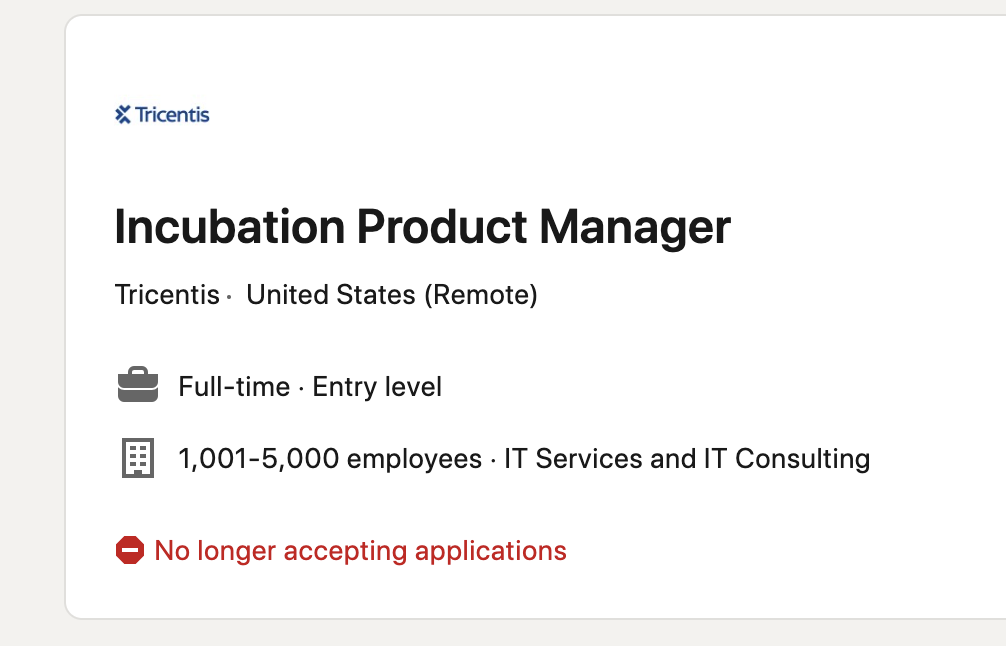 Tricentis
Incubation Product Manager
Tricentis · United States (Remote)
Full-time · Entry level
1,001-5,000 employees · IT Services and IT Consulting
No longer accepting applications